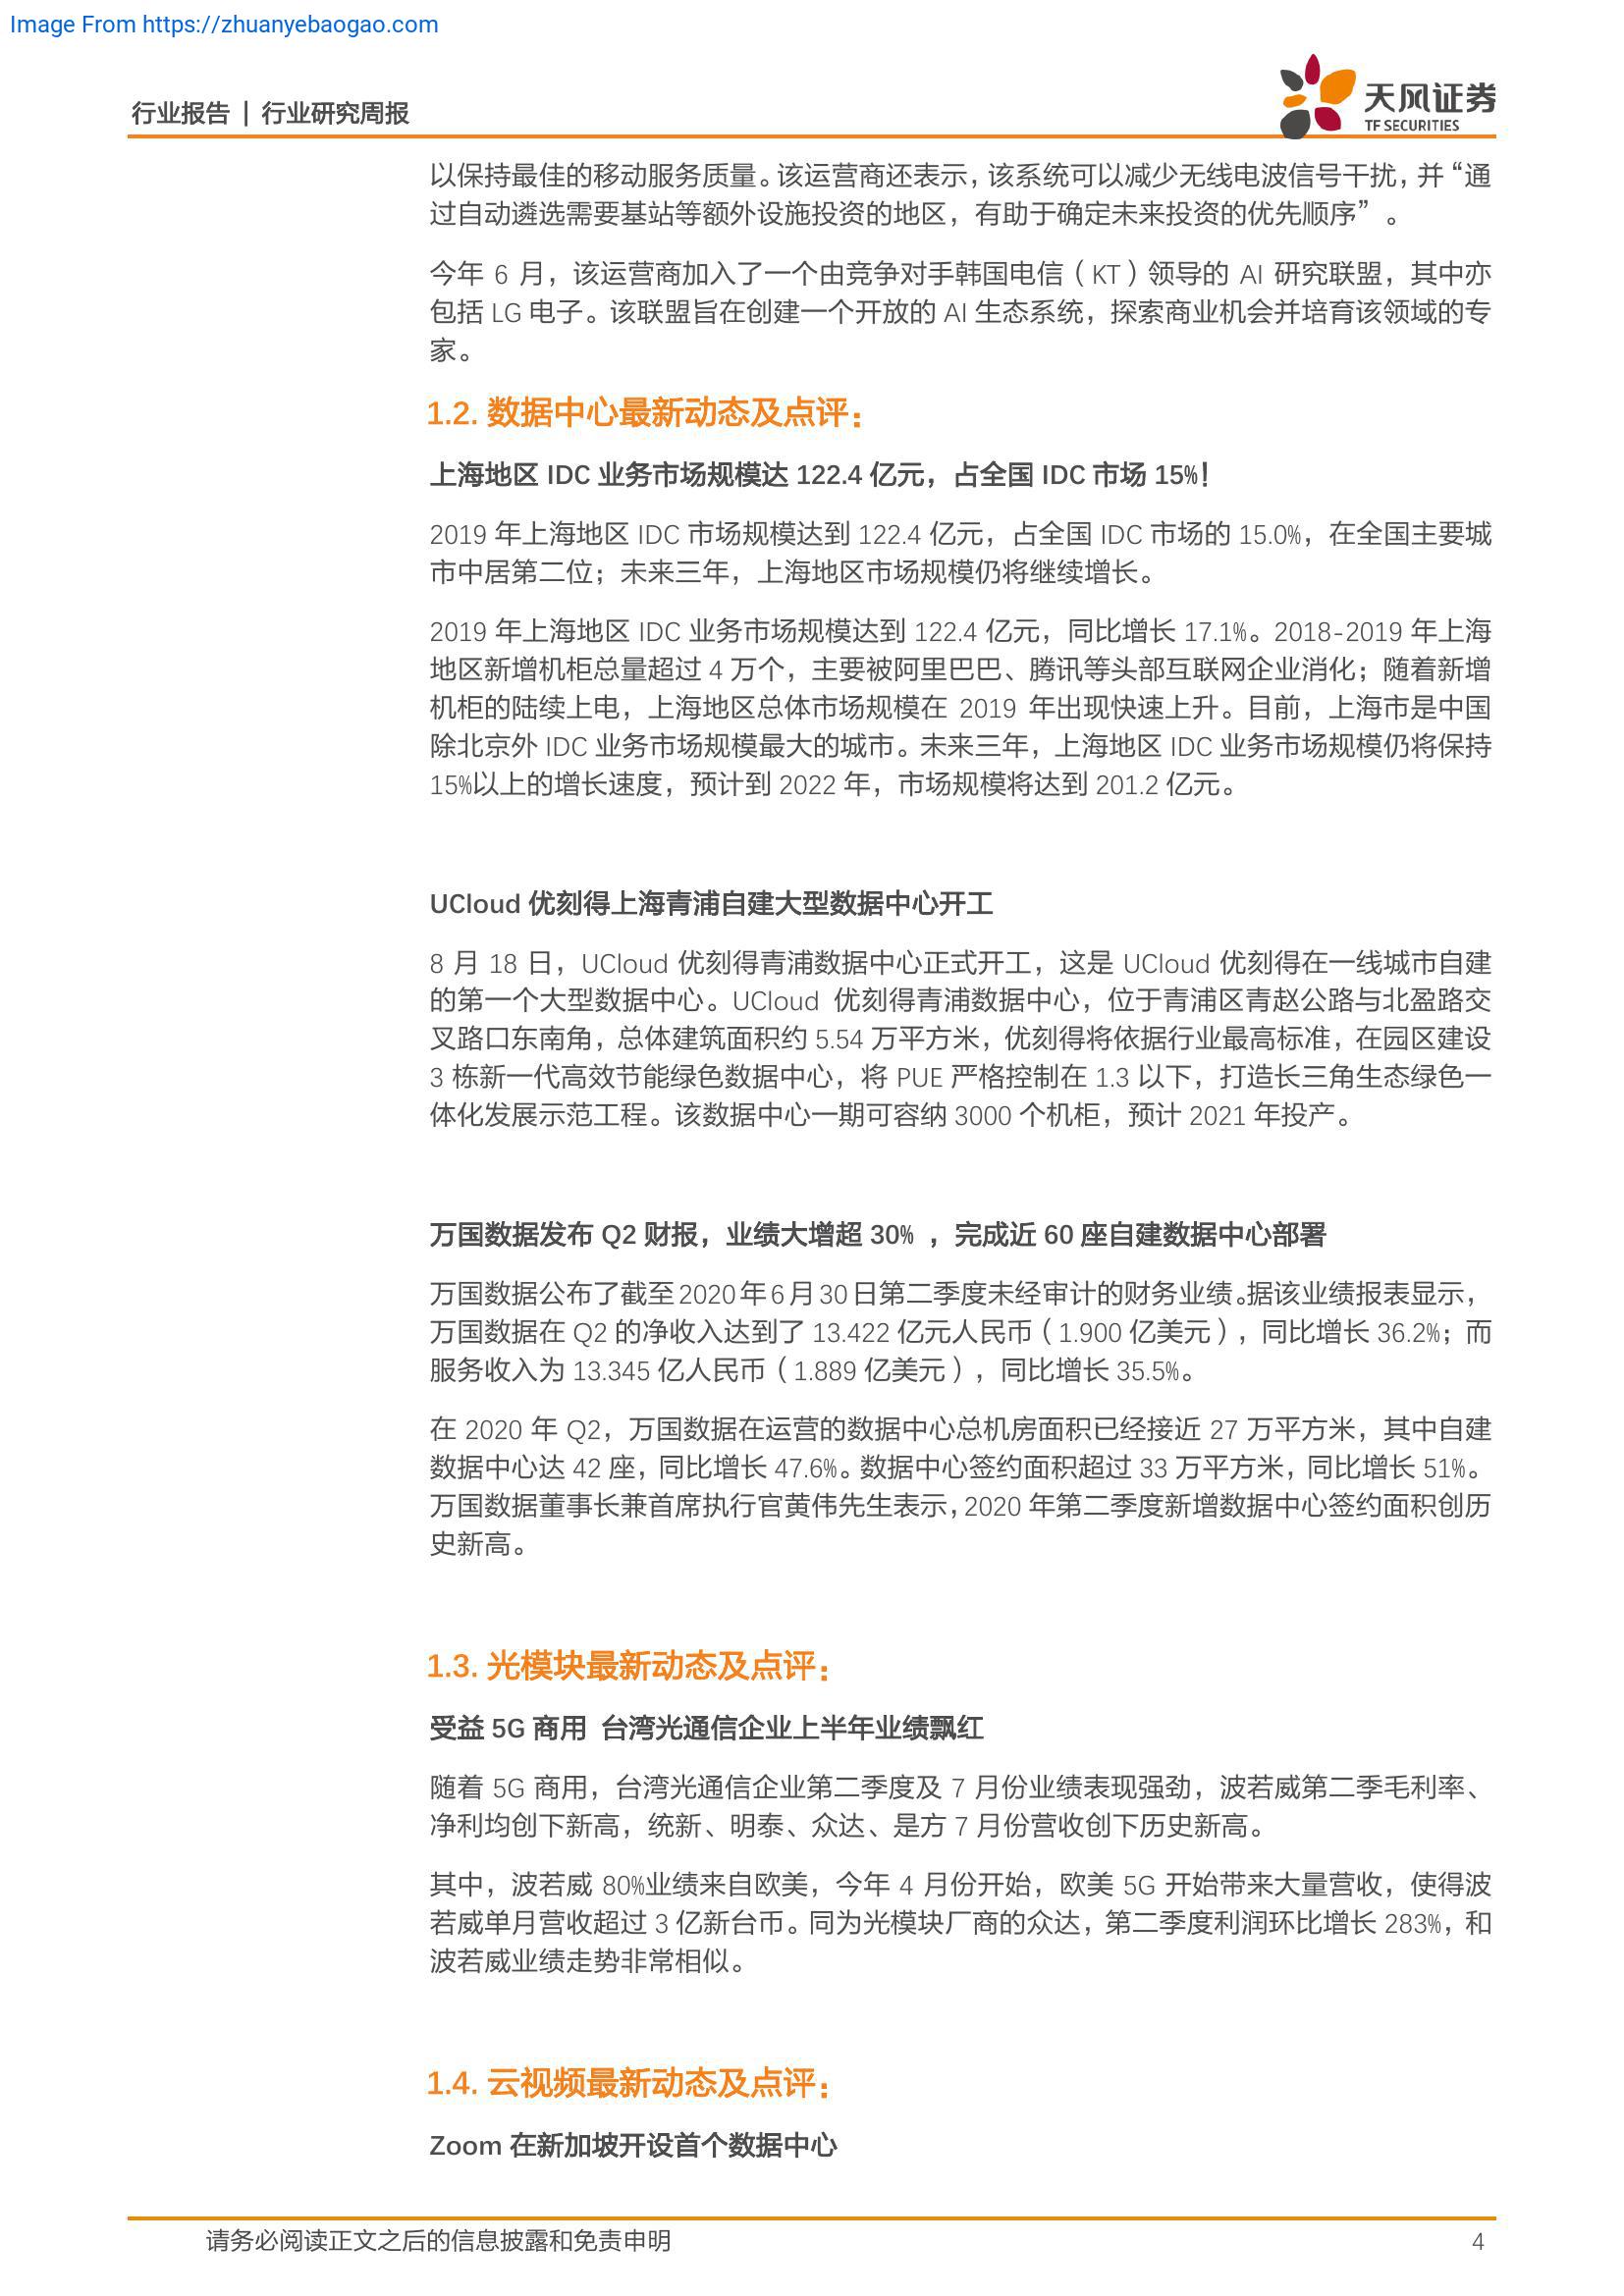 Image From https://zhuanyebaogao.com
行业报告 | 行业研究周报
天风证券
TF SECURITIES
以保持最佳的移动服务质量。该运营商还表示，该系统可以减少无线电波信号干扰，并“通
过自动遴选需要基站等额外设施投资的地区，有助于确定未来投资的优先顺序”。
今年 6 月，该运营商加入了一个由竞争对手韩国电信（KT）领导的 AI 研究联盟，其中亦
包括 LG 电子。该联盟旨在创建一个开放的 AI 生态系统，探索商业机会并培育该领域的专
家。
1.2. 数据中心最新动态及点评：
上海地区 IDC 业务市场规模达 122.4 亿元，占全国 IDC 市场 15%！
2019 年上海地区 IDC 市场规模达到 122.4 亿元，占全国 IDC 市场的 15.0%，在全国主要城
市中居第二位；未来三年，上海地区市场规模仍将继续增长。
2019 年上海地区 IDC 业务市场规模达到 122.4 亿元，同比增长 17.1%。2018-2019 年上海
地区新增机柜总量超过 4 万个，主要被阿里巴巴、腾讯等头部互联网企业消化；随着新增
机柜的陆续上电，上海地区总体市场规模在 2019 年出现快速上升。目前，上海市是中国
除北京外 IDC 业务市场规模最大的城市。未来三年，上海地区 IDC 业务市场规模仍将保持
15%以上的增长速度，预计到 2022 年，市场规模将达到 201.2 亿元。
UCloud 优刻得上海青浦自建大型数据中心开工
8 月 18 日，UCloud 优刻得青浦数据中心正式开工，这是 UCloud 优刻得在一线城市自建
的第一个大型数据中心。UCloud 优刻得青浦数据中心，位于青浦区青赵公路与北盈路交
叉路口东南角，总体建筑面积约 5.54 万平方米，优刻得将依据行业最高标准，在园区建设
3 栋新一代高效节能绿色数据中心，将 PUE 严格控制在 1.3 以下，打造长三角生态绿色一
体化发展示范工程。该数据中心一期可容纳 3000 个机柜，预计 2021 年投产。
万国数据发布 Q2 财报，业绩大增超 30% ，完成近 60 座自建数据中心部署
万国数据公布了截至 2020 年 6 月 30 日第二季度未经审计的财务业绩。据该业绩报表显示，
万国数据在 Q2 的净收入达到了 13.422 亿元人民币（1.900 亿美元），同比增长 36.2%；而
服务收入为 13.345 亿人民币（1.889 亿美元），同比增长 35.5%。
在 2020 年 Q2，万国数据在运营的数据中心总机房面积已经接近 27 万平方米，其中自建
数据中心达 42 座，同比增长 47.6%。数据中心签约面积超过 33 万平方米，同比增长 51%。
万国数据董事长兼首席执行官黄伟先生表示，2020 年第二季度新增数据中心签约面积创历
史新高。
1.3. 光模块最新动态及点评：
受益 5G 商用 台湾光通信企业上半年业绩飘红
随着 5G 商用，台湾光通信企业第二季度及 7 月份业绩表现强劲，波若威第二季毛利率、
净利均创下新高，统新、明泰、众达、是方 7 月份营收创下历史新高。
其中，波若威 80%业绩来自欧美，今年 4 月份开始，欧美 5G 开始带来大量营收，使得波
若威单月营收超过 3 亿新台币。同为光模块厂商的众达，第二季度利润环比增长 283%，和
波若威业绩走势非常相似。
1.4. 云视频最新动态及点评：
Zoom 在新加坡开设首个数据中心
请务必阅读正文之后的信息披露和免责申明
4